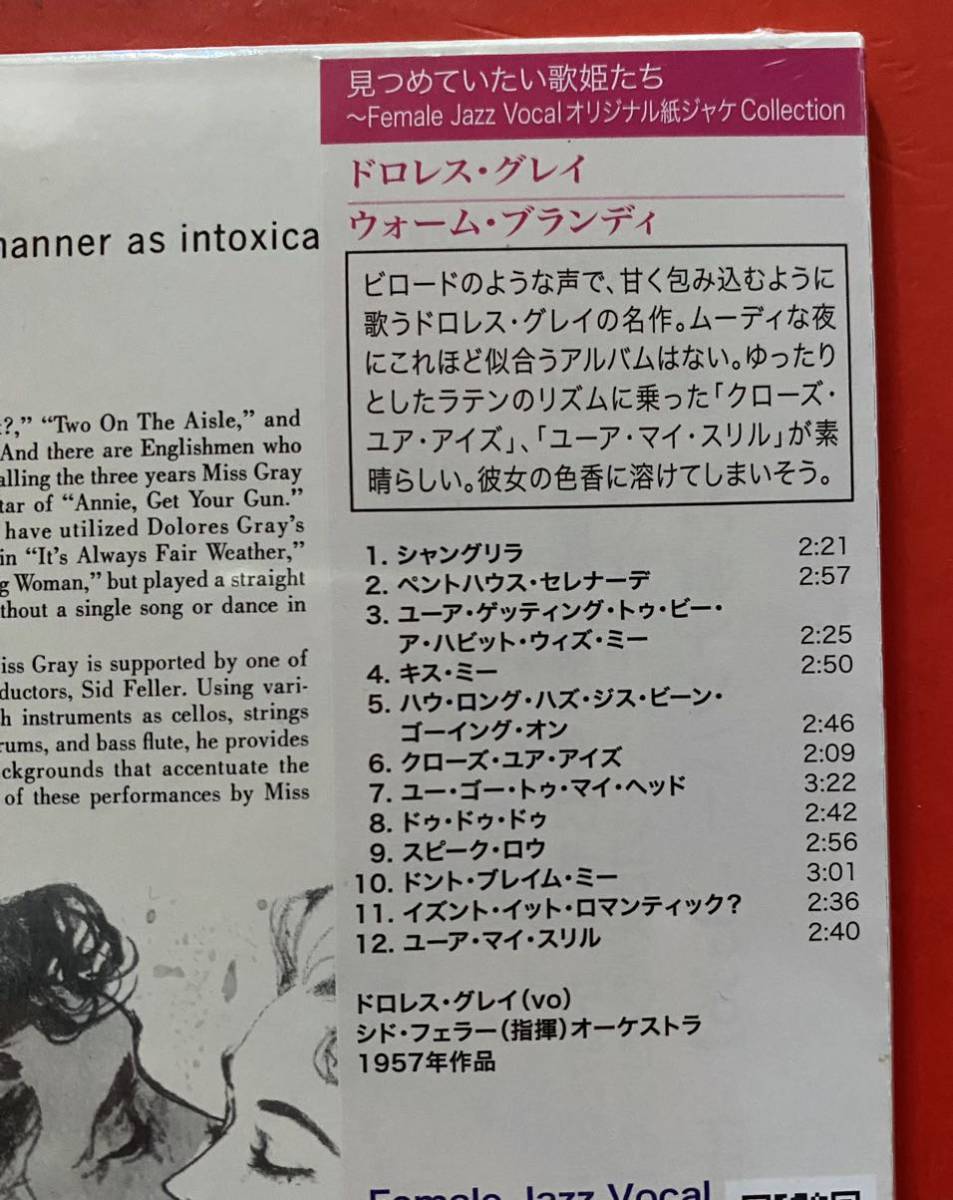 見つめていたい歌姫たち
～Female Jazz Vocalオリジナル紙ジャケCollection
ドロレス・グレイ
ウォーム・ブランディ
ビロードのような声で、甘く包み込むように
歌うドロレス・グレイの名作。ムーディな夜
にこれほど似合うアルバムはない。ゆったり
としたラテンのリズムに乗った「クローズ・
ユア・アイズ」、「ユーア・マイ・スリル」が素
晴らしい。彼女の色香に溶けてしまいそう。
1. シャングリラ 2:21
2. ペントハウス・セレナーデ 2:57
3. ユーア・ゲッティング・トゥ・ビー・
ア・ハビット・ウィズ・ミー 2:25
4. キス・ミー 2:50
5. ハウ・ロング・ハズ・ジス・ビーン・
ゴーイング・オン 2:46
6. クローズ・ユア・アイズ 2:09
7. ユー・ゴー・トゥ・マイ・ヘッド 3:22
8. ドゥ・ドゥ・ドゥ 2:42
9. スピーク・ロウ 2:56
10. ドント・ブレイム・ミー 3:01
11. イズント・イット・ロマンティック? 2:36
12. ユーア・マイ・スリル 2:40
ドロレス・グレイ(vo)
シド・フェラー(指揮)オーケストラ
1957年作品
Female Jazz Vocal
manner as intoxica
?,” “Two On The Aisle,” and
And there are Englishmen who
alling the three years Miss Gray
tar of “Annie, Get Your Gun.”
have utilized Dolores Gray’s
in “It’s Always Fair Weather,”
g Woman,” but played a straight
ithout a single song or dance in
iss Gray is supported by one of
ductors, Sid Feller. Using vari-
h instruments as cellos, strings
rums, and bass flute, he provides
ckgrounds that accentuate the
of these performances by Miss